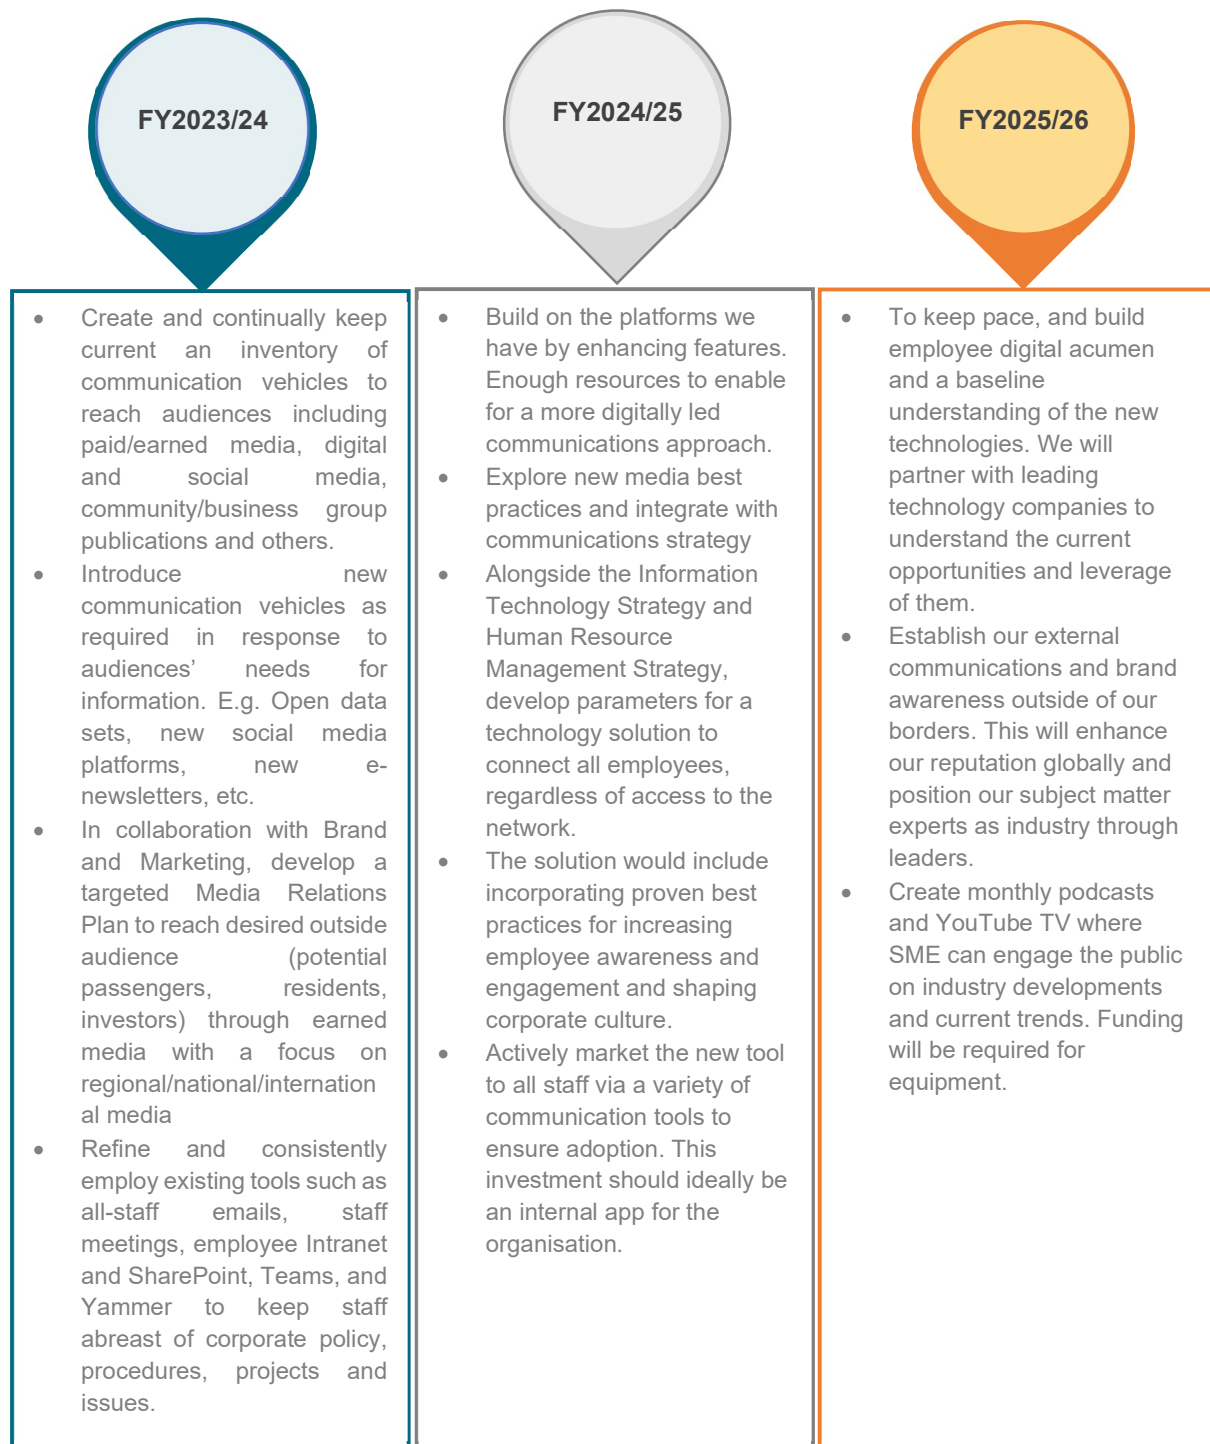 FY2023/24
• Create and continually keep
current an inventory of
communication vehicles to
reach audiences including
paid/earned media, digital
and social media,
community/business group
publications and others.
• Introduce new
communication vehicles as
required in response to
audiences’ needs for
information. E.g. Open data
sets, new social media
platforms, new e-
newsletters, etc.
• In collaboration with Brand
and Marketing, develop a
targeted Media Relations
Plan to reach desired outside
audience (potential
passengers, residents,
investors) through earned
media with a focus on
regional/national/internation
al media
• Refine and consistently
employ existing tools such as
all-staff emails, staff
meetings, employee Intranet
and SharePoint, Teams, and
Yammer to keep staff
abreast of corporate policy,
procedures, projects and
issues.
FY2024/25
• Build on the platforms we
have by enhancing features.
Enough resources to enable
for a more digitally led
communications approach.
• Explore new media best
practices and integrate with
communications strategy
• Alongside the Information
Technology Strategy and
Human Resource
Management Strategy,
develop parameters for a
technology solution to
connect all employees,
regardless of access to the
network.
• The solution would include
incorporating proven best
practices for increasing
employee awareness and
engagement and shaping
corporate culture.
• Actively market the new tool
to all staff via a variety of
communication tools to
ensure adoption. This
investment should ideally be
an internal app for the
organisation.
FY2025/26
• To keep pace, and build
employee digital acumen
and a baseline
understanding of the new
technologies. We will
partner with leading
technology companies to
understand the current
opportunities and leverage
of them.
• Establish our external
communications and brand
awareness outside of our
borders. This will enhance
our reputation globally and
position our subject matter
experts as industry through
leaders.
• Create monthly podcasts
and YouTube TV where
SME can engage the public
on industry developments
and current trends. Funding
will be required for
equipment.